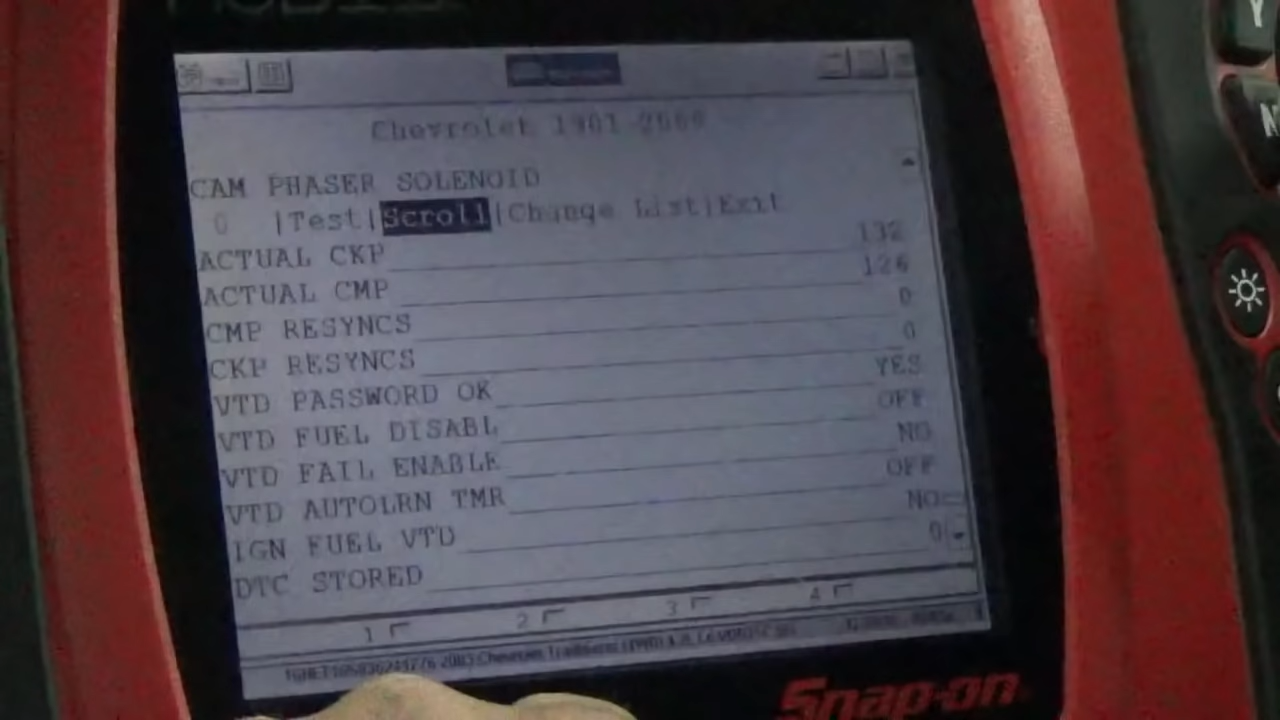 Chevrolet
CAM PHASER SOLENOID
0 |Test|Scroll|Change List|Exit
ACTUAL CKP 132
ACTUAL CMP 126
CMP RESYNCS 0
CKP RESYNCS 0
VTD PASSWORD OK YES
VTD FUEL DISABL OFF
VTD FAIL ENABLE NO
VTD AUTOLRN TMR OFF
IGN FUEL VTD NO
DTC STORED 0
1 2 3 4
Snap-on
Y
N